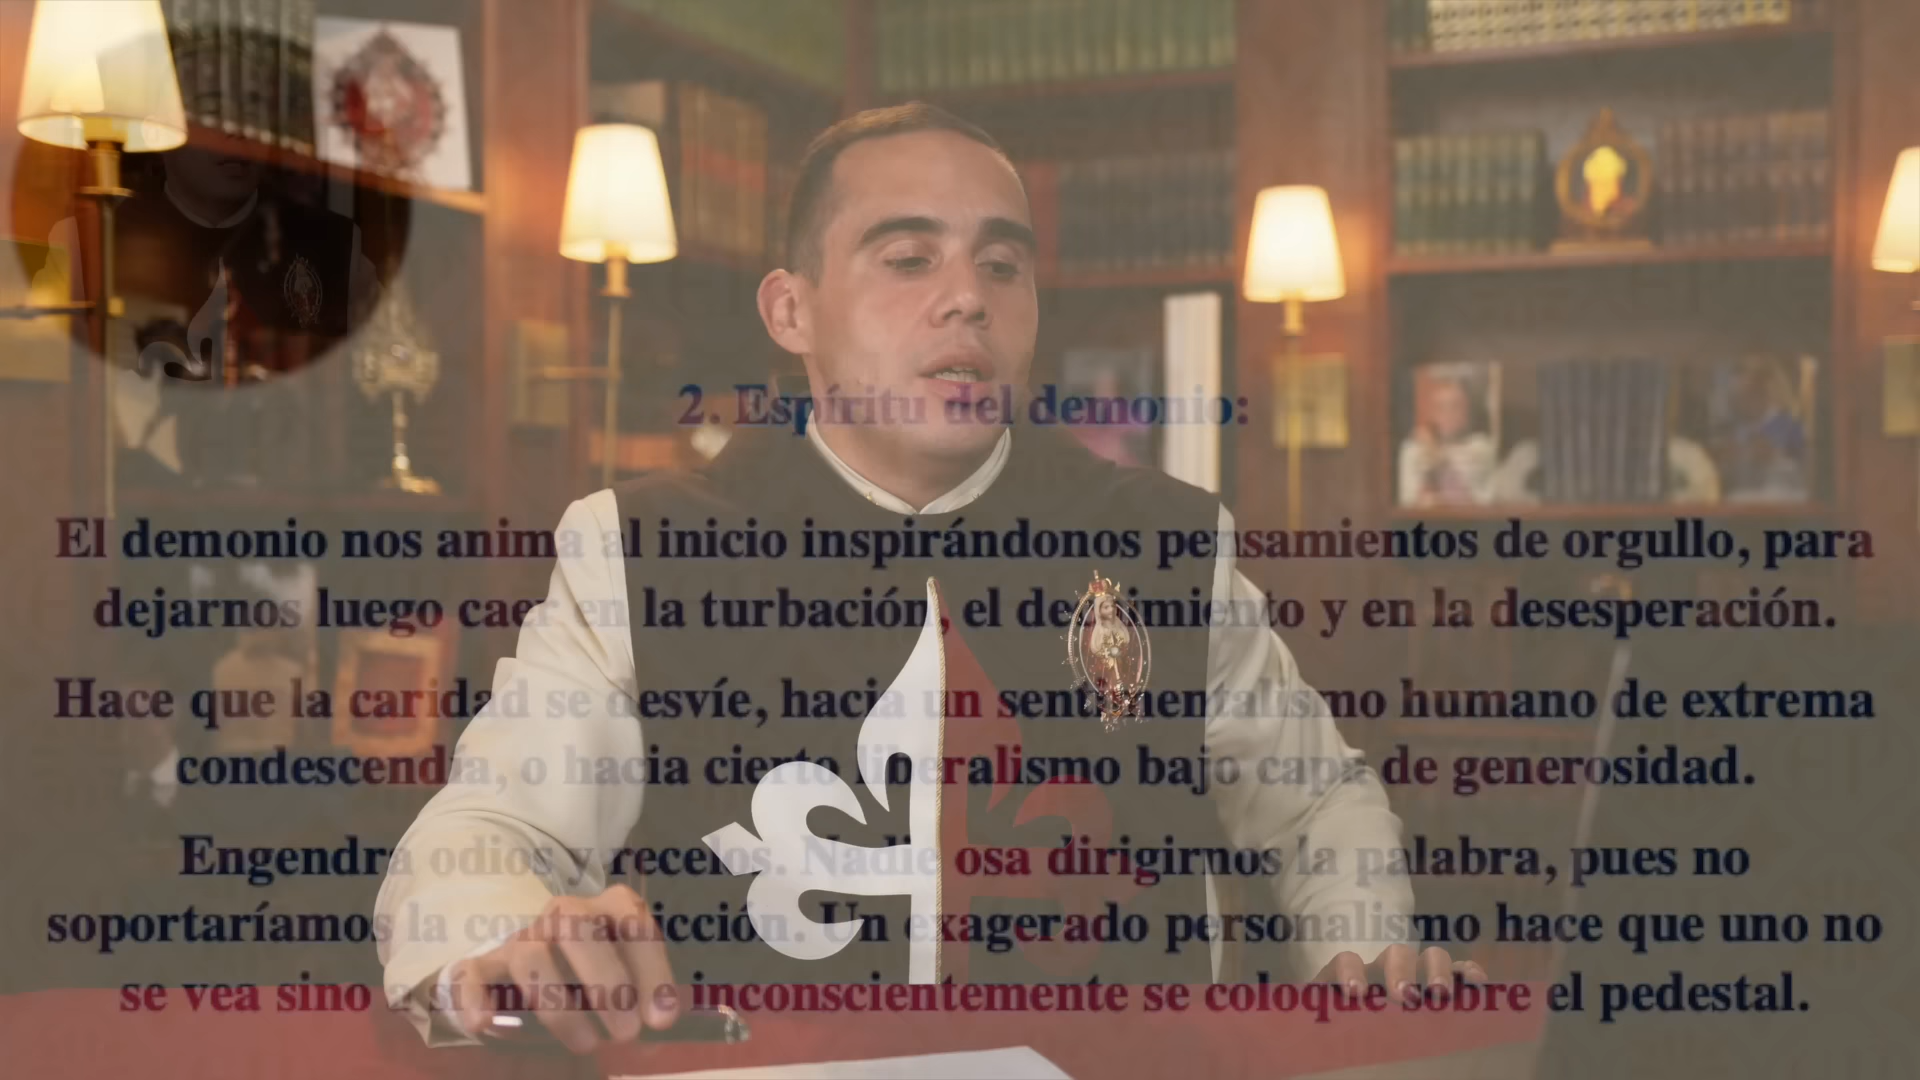 2. Espíritu del demonio:
El demonio nos anima al inicio inspirándonos pensamientos de orgullo, para
dejarnos luego caer en la turbación, el decaimiento y en la desesperación.
Hace que la caridad se desvíe, hacia un sentimentalismo humano de extrema
condescendía, o hacia cierto liberalismo bajo capa de generosidad.
Engendra odios y recelos. Nadie osa dirigirnos la palabra, pues no
soportaríamos la contradicción. Un exagerado personalismo hace que uno no
se vea sino a sí mismo e inconscientemente se coloque sobre el pedestal.